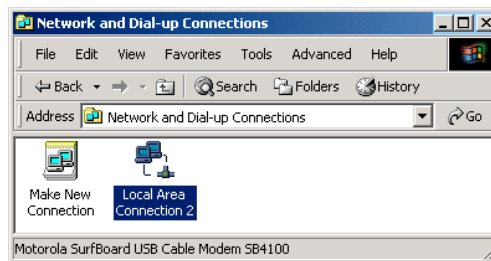 Network and Dial-up Connections
File Edit View Favorites Tools Advanced Help
Back Search Folders History
Address Network and Dial-up Connections Go
Make New Connection
Local Area Connection 2
Motorola SurfBoard USB Cable Modem SB4100